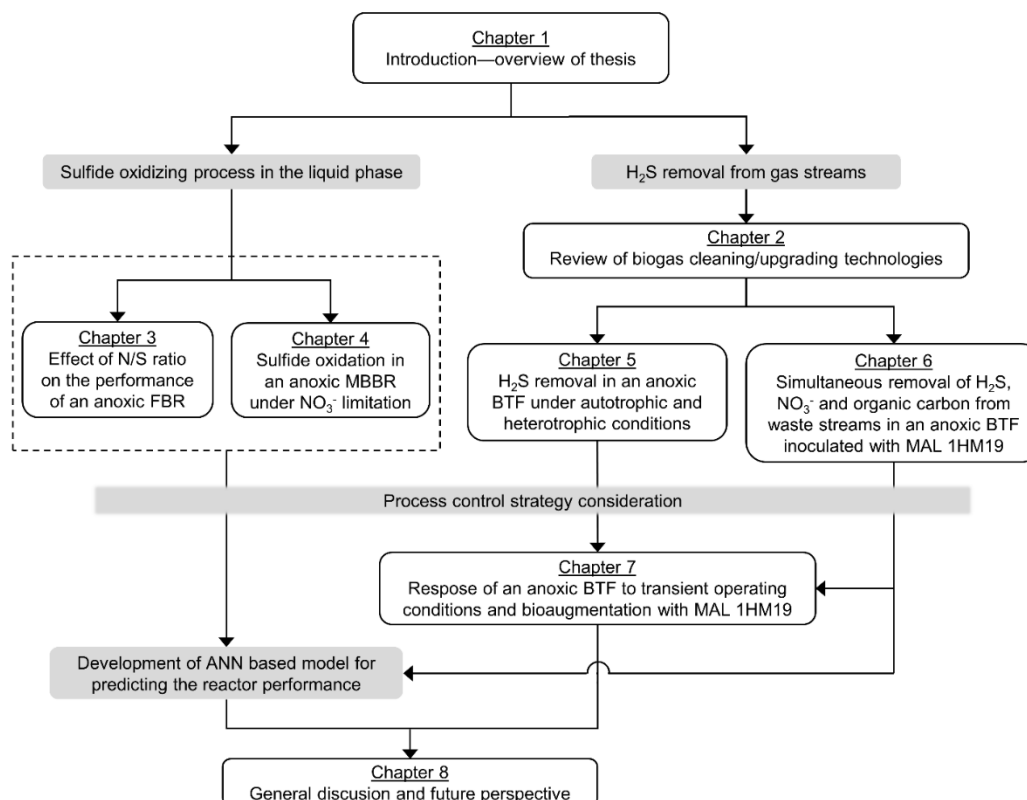 Chapter 1
Introduction—overview of thesis
Sulfide oxidizing process in the liquid phase
H₂S removal from gas streams
Chapter 2
Review of biogas cleaning/upgrading technologies
Chapter 3
Effect of N/S ratio
on the performance
of an anoxic FBR
Chapter 4
Sulfide oxidation in
an anoxic MBBR
under NO₃⁻ limitation
Chapter 5
H₂S removal in an anoxic
BTF under autotrophic and
heterotrophic conditions
Chapter 6
Simultaneous removal of H₂S,
NO₃⁻ and organic carbon from
waste streams in an anoxic BTF
inoculated with MAL 1HM19
Process control strategy consideration
Chapter 7
Respose of an anoxic BTF to transient operating
conditions and bioaugmentation with MAL 1HM19
Development of ANN based model for
predicting the reactor performance
Chapter 8
General discusion and future perspective